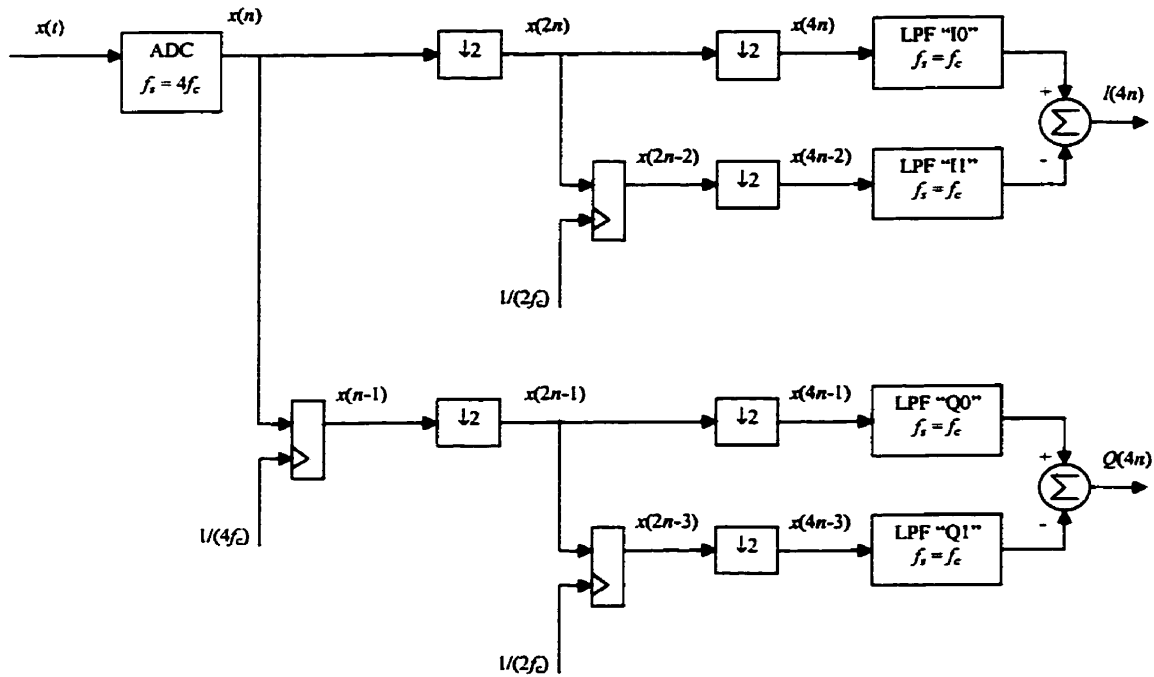 x(t)
ADC
f_s = 4f_c
x(n)
↓2
x(2n)
↓2
x(4n)
LPF "I0"
f_s = f_c
+
I(4n)
Σ
x(2n-2)
↓2
x(4n-2)
LPF "I1"
f_s = f_c
-
1/(2f_c)
x(n-1)
↓2
x(2n-1)
↓2
x(4n-1)
LPF "Q0"
f_s = f_c
+
Q(4n)
Σ
1/(4f_c)
x(2n-3)
↓2
x(4n-3)
LPF "Q1"
f_s = f_c
-
1/(2f_c)